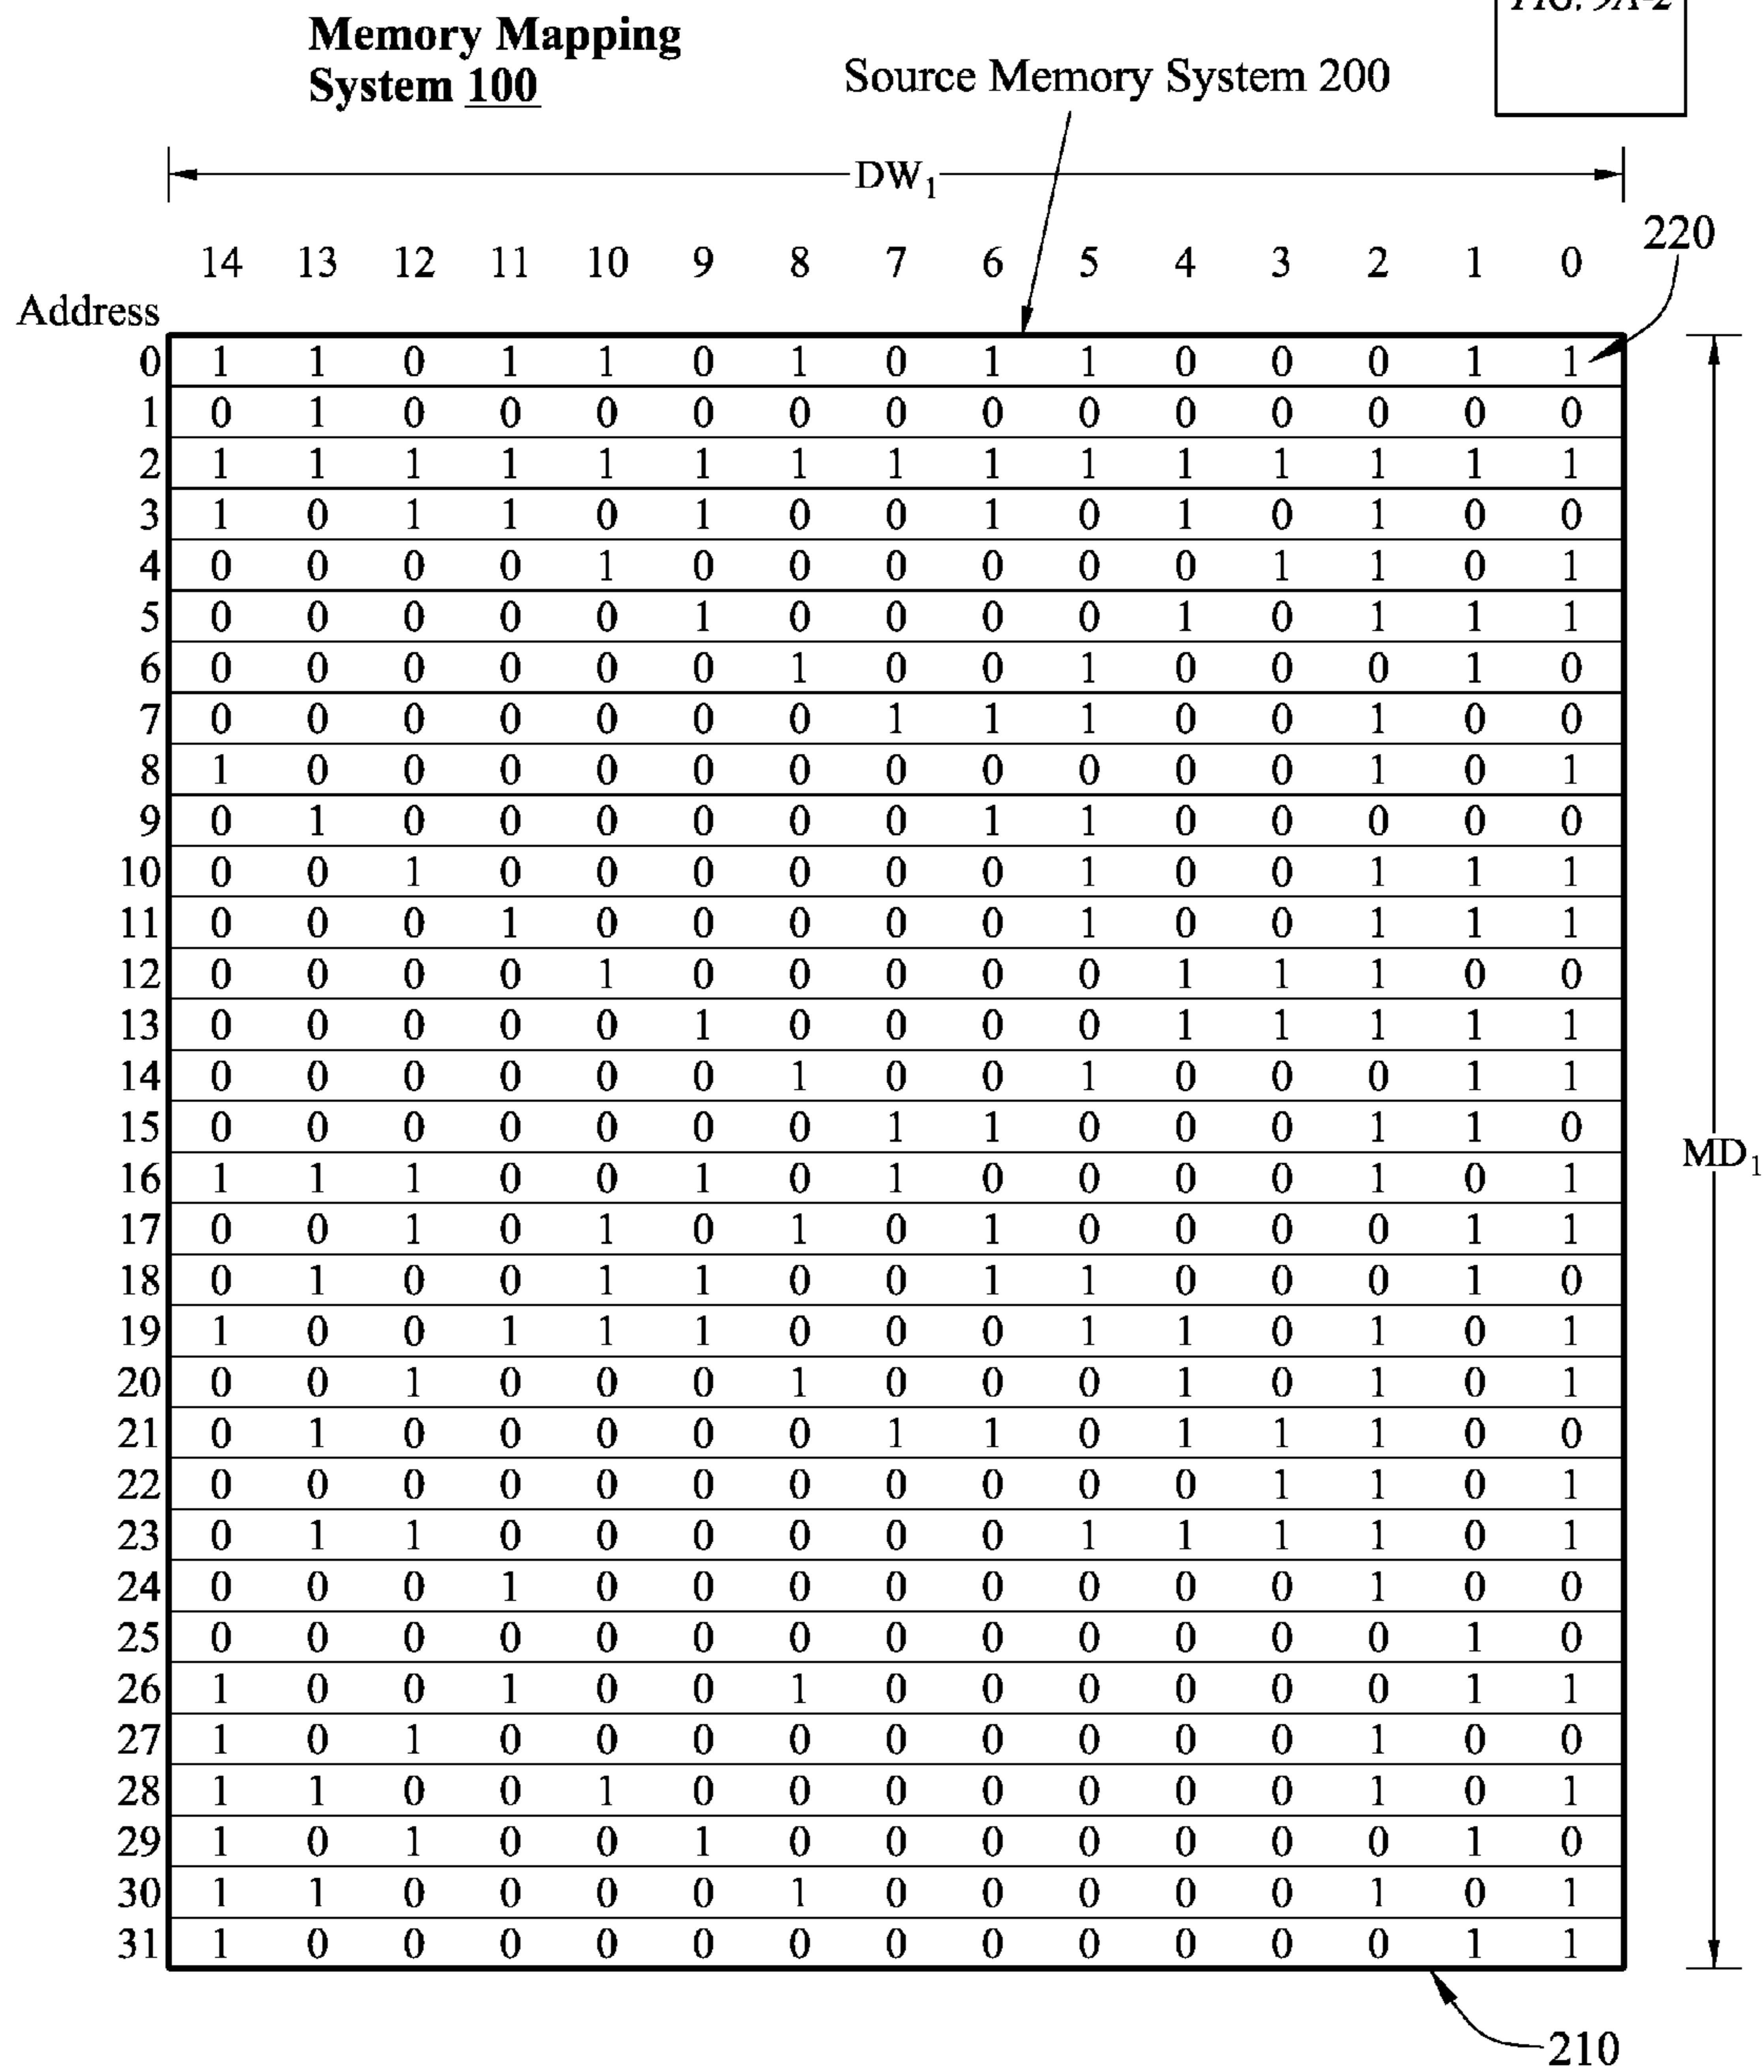 FIG. 9A-2
Memory Mapping
System 100
Source Memory System 200
DW1
220
14 13 12 11 10 9 8 7 6 5 4 3 2 1 0
Address
0 1 1 0 1 1 0 1 0 1 1 0 0 0 1 1
1 0 1 0 0 0 0 0 0 0 0 0 0 0 0 0
2 1 1 1 1 1 1 1 1 1 1 1 1 1 1 1
3 1 0 1 1 0 1 0 0 1 0 1 0 1 0 0
4 0 0 0 0 1 0 0 0 0 0 0 1 1 0 1
5 0 0 0 0 0 1 0 0 0 0 1 0 1 1 1
6 0 0 0 0 0 0 1 0 0 1 0 0 0 1 0
7 0 0 0 0 0 0 0 1 1 1 0 0 1 0 0
8 1 0 0 0 0 0 0 0 0 0 0 0 1 0 1
9 0 1 0 0 0 0 0 0 1 1 0 0 0 0 0
10 0 0 1 0 0 0 0 0 0 1 0 0 1 1 1
11 0 0 0 1 0 0 0 0 0 1 0 0 1 1 1
12 0 0 0 0 1 0 0 0 0 0 1 1 1 0 0
13 0 0 0 0 0 1 0 0 0 0 1 1 1 1 1
14 0 0 0 0 0 0 1 0 0 1 0 0 0 1 1
15 0 0 0 0 0 0 0 1 1 0 0 0 1 1 0
16 1 1 1 0 0 1 0 1 0 0 0 0 1 0 1
MD1
17 0 0 1 0 1 0 1 0 1 0 0 0 0 1 1
18 0 1 0 0 1 1 0 0 1 1 0 0 0 1 0
19 1 0 0 1 1 1 0 0 0 1 1 0 1 0 1
20 0 0 1 0 0 0 1 0 0 0 1 0 1 0 1
21 0 1 0 0 0 0 0 1 1 0 1 1 1 0 0
22 0 0 0 0 0 0 0 0 0 0 0 1 1 0 1
23 0 1 1 0 0 0 0 0 0 1 1 1 1 0 1
24 0 0 0 1 0 0 0 0 0 0 0 0 1 0 0
25 0 0 0 0 0 0 0 0 0 0 0 0 0 1 0
26 1 0 0 1 0 0 1 0 0 0 0 0 0 1 1
27 1 0 1 0 0 0 0 0 0 0 0 0 1 0 0
28 1 1 0 0 1 0 0 0 0 0 0 0 1 0 1
29 1 0 1 0 0 1 0 0 0 0 0 0 0 1 0
30 1 1 0 0 0 0 1 0 0 0 0 0 1 0 1
31 1 0 0 0 0 0 0 0 0 0 0 0 0 1 1
210